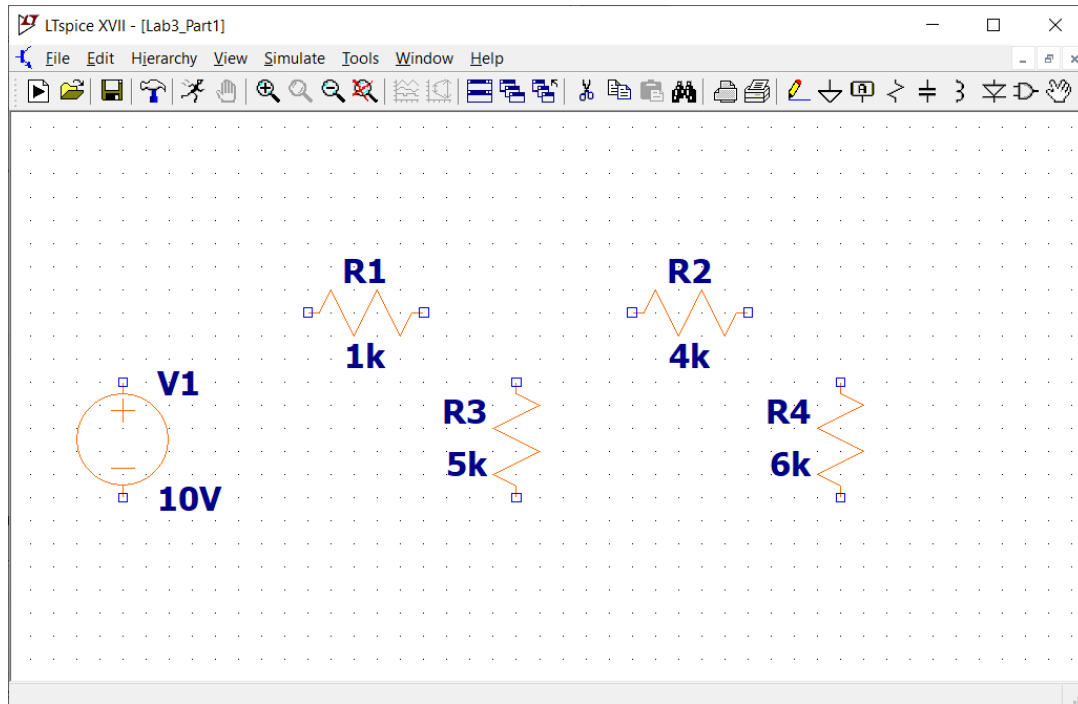 LTspice XVII - [Lab3_Part1]
File Edit Hierarchy View Simulate Tools Window Help
R1
R2
1k
4k
V1
R3
R4
5k
6k
10V